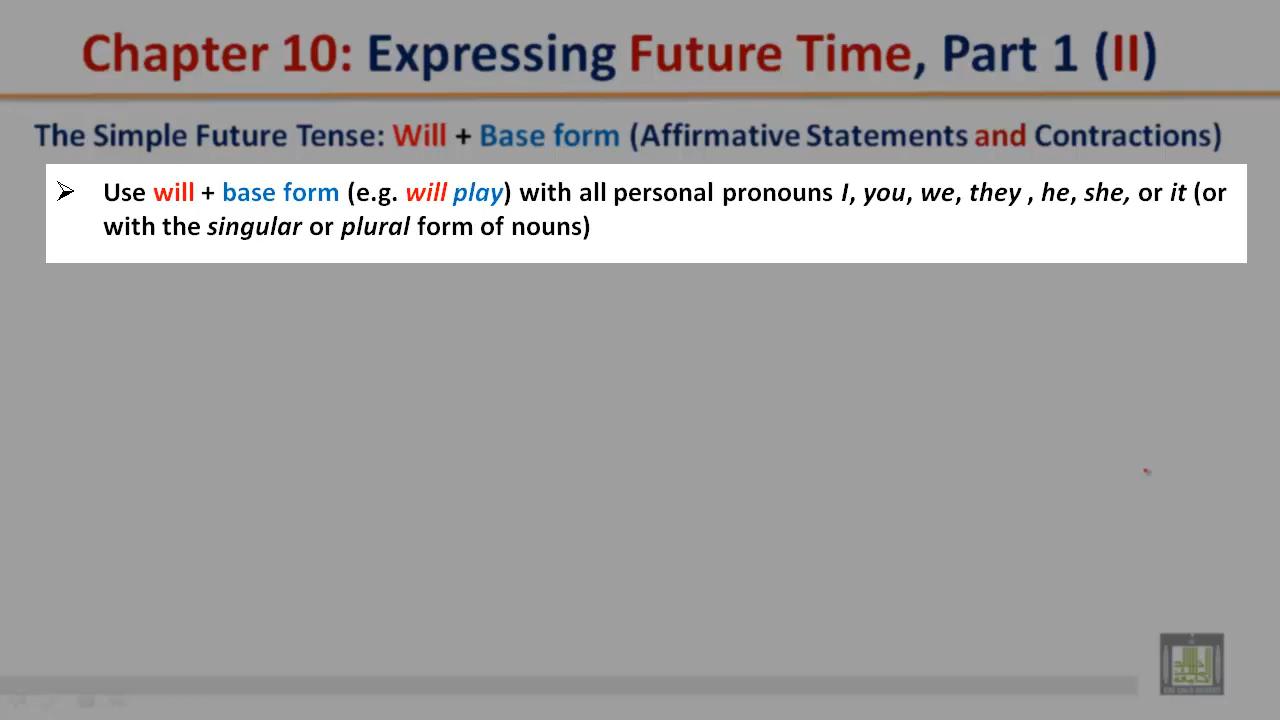 Chapter 10: Expressing Future Time, Part 1 (II)
The Simple Future Tense: Will + Base form (Affirmative Statements and Contractions)
➢ Use will + base form (e.g. will play) with all personal pronouns I, you, we, they , he, she, or it (or
with the singular or plural form of nouns)